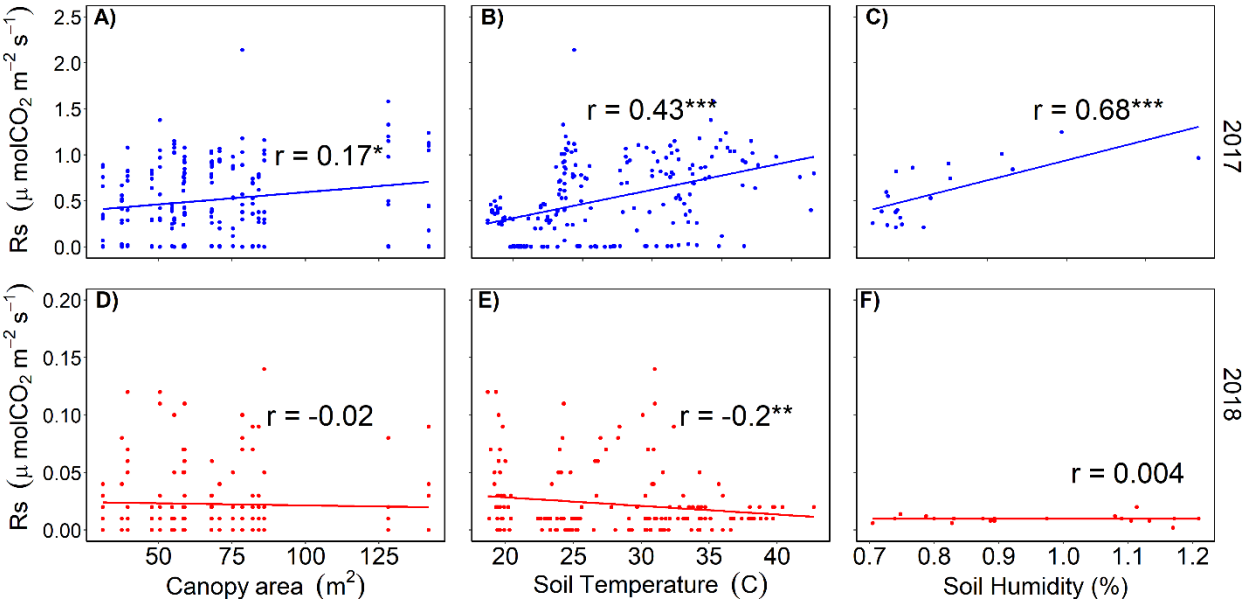 A)
B)
C)
2.5
2.0
1.5
1.0
0.5
0.0
Rs (μ molCO₂ m⁻² s⁻¹)
r = 0.17*
r = 0.43***
r = 0.68***
2017
D)
E)
F)
0.20
0.15
0.10
0.05
0.00
Rs (μ molCO₂ m⁻² s⁻¹)
r = -0.02
r = -0.2**
r = 0.004
2018
50 75 100 125
20 25 30 35 40
0.7 0.8 0.9 1.0 1.1 1.2
Canopy area (m²)
Soil Temperature (C)
Soil Humidity (%)